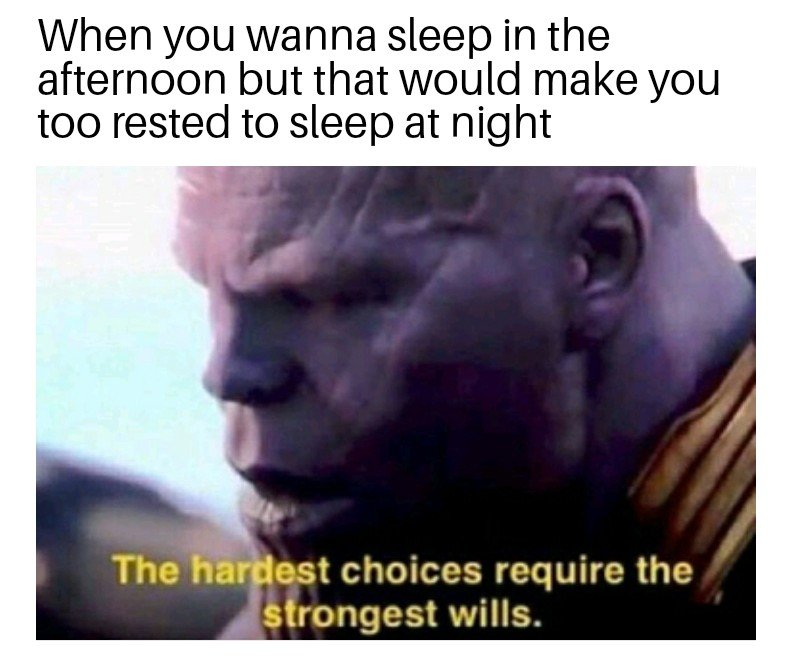 When you wanna sleep in the
afternoon but that would make you
too rested to sleep at night
The hardest choices require the
strongest wills.